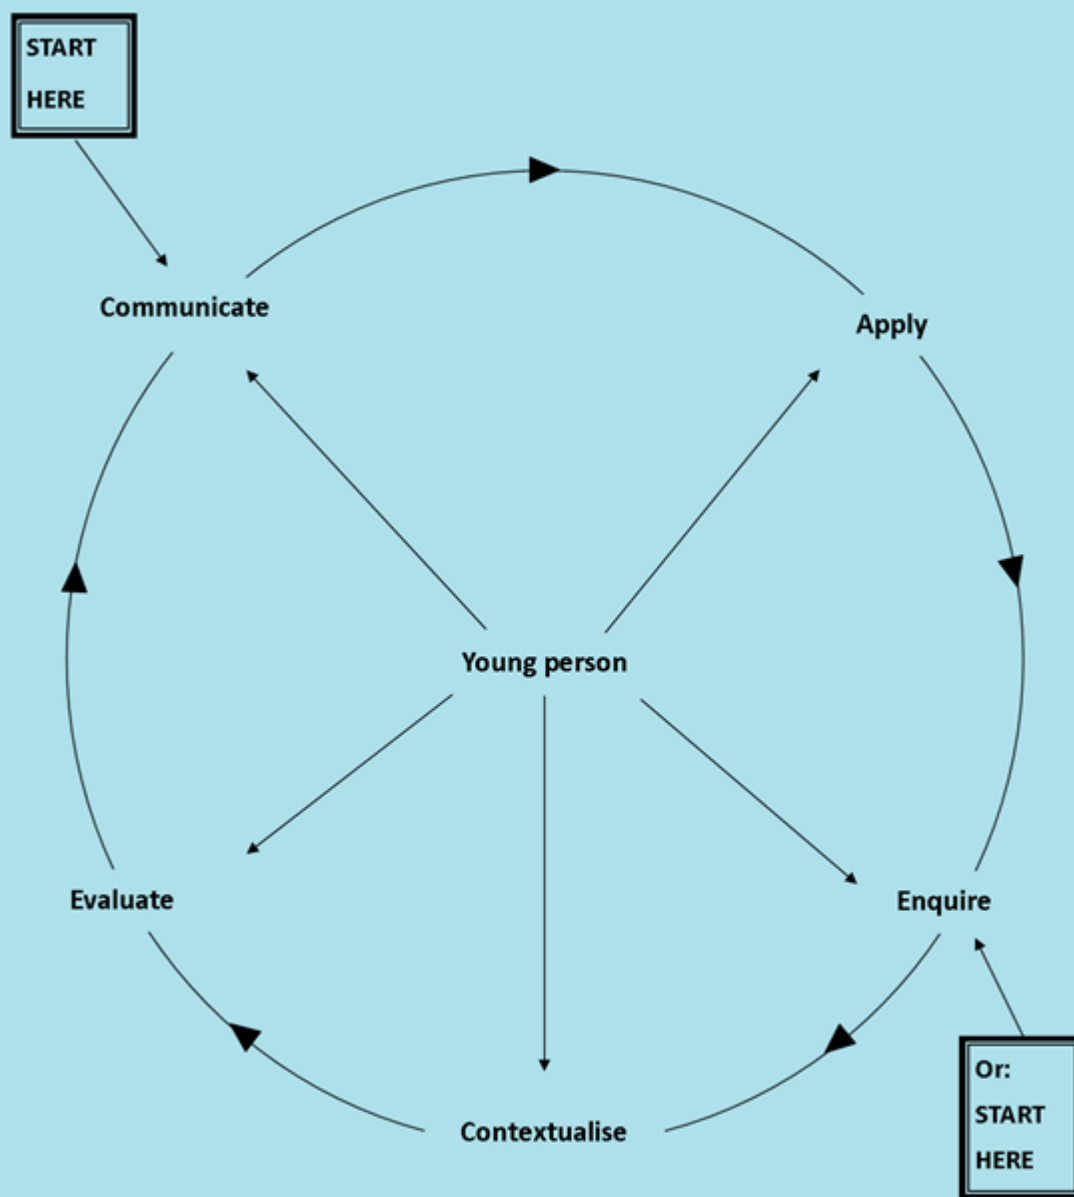 START
HERE
Communicate
Apply
Young person
Evaluate
Enquire
Contextualise
Or:
START
HERE